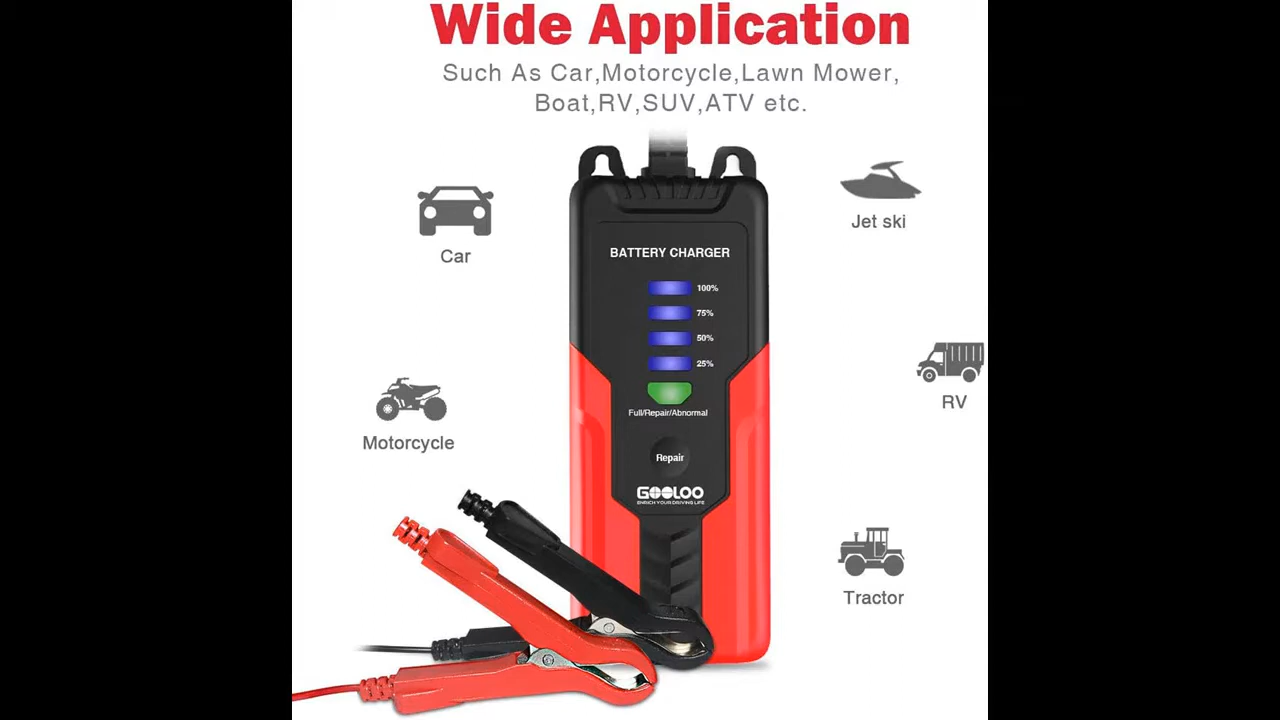 Wide Application
Such As Car,Motorcycle,Lawn Mower,
Boat,RV,SUV,ATV etc.
Car
Jet ski
BATTERY CHARGER
100%
75%
50%
25%
Full/Repair/Abnormal
RV
Motorcycle
Repair
GOOLOO
ENRICH YOUR DRIVING LIFE
Tractor